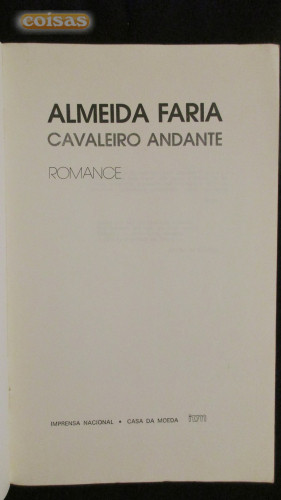 coisas
ALMEIDA FARIA
CAVALEIRO ANDANTE
ROMANCE
IMPRENSA NACIONAL • CASA DA MOEDA